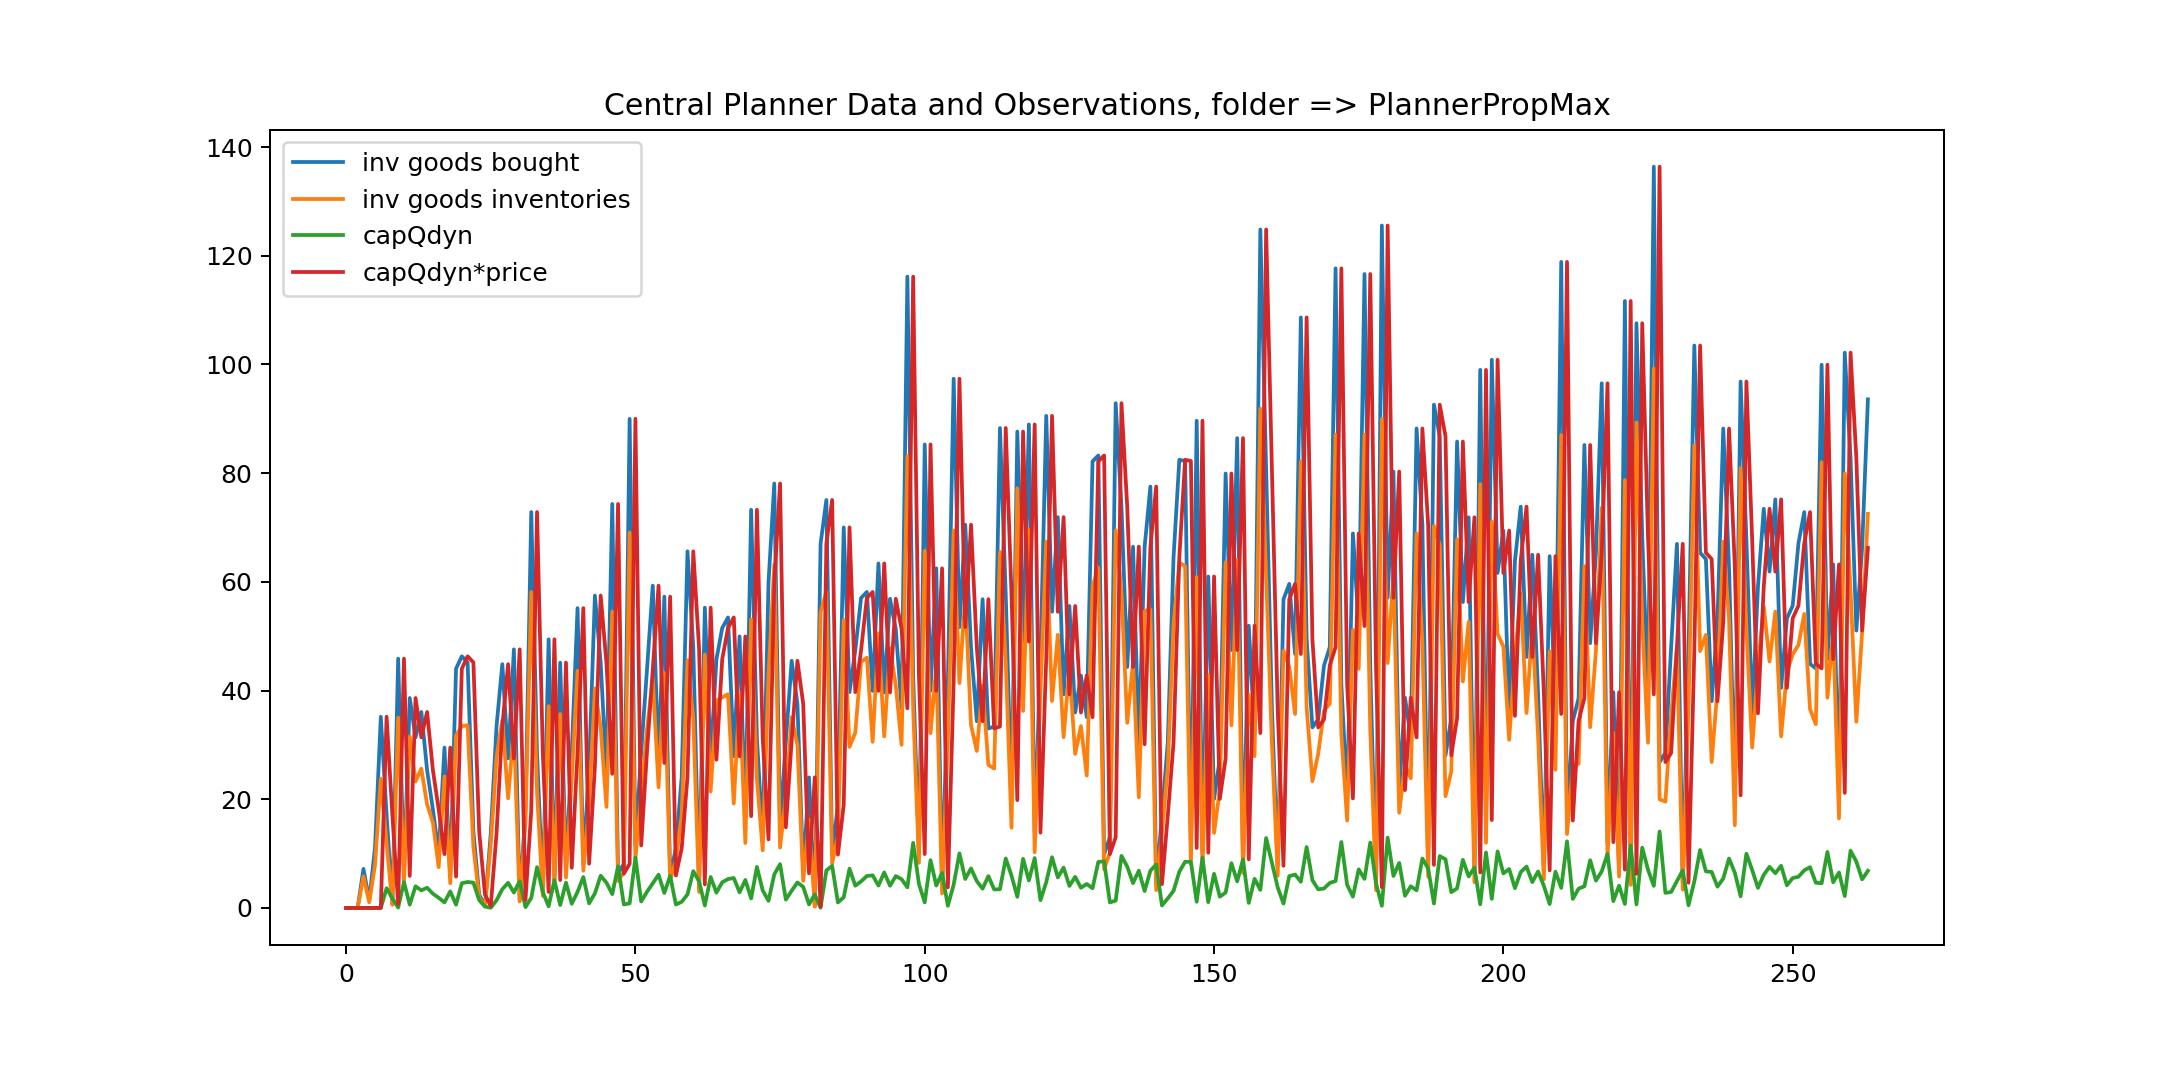 Central Planner Data and Observations, folder => PlannerPropMax
140
120
100
80
60
40
20
0
inv goods bought
inv goods inventories
capQdyn
capQdyn*price
0 50 100 150 200 250